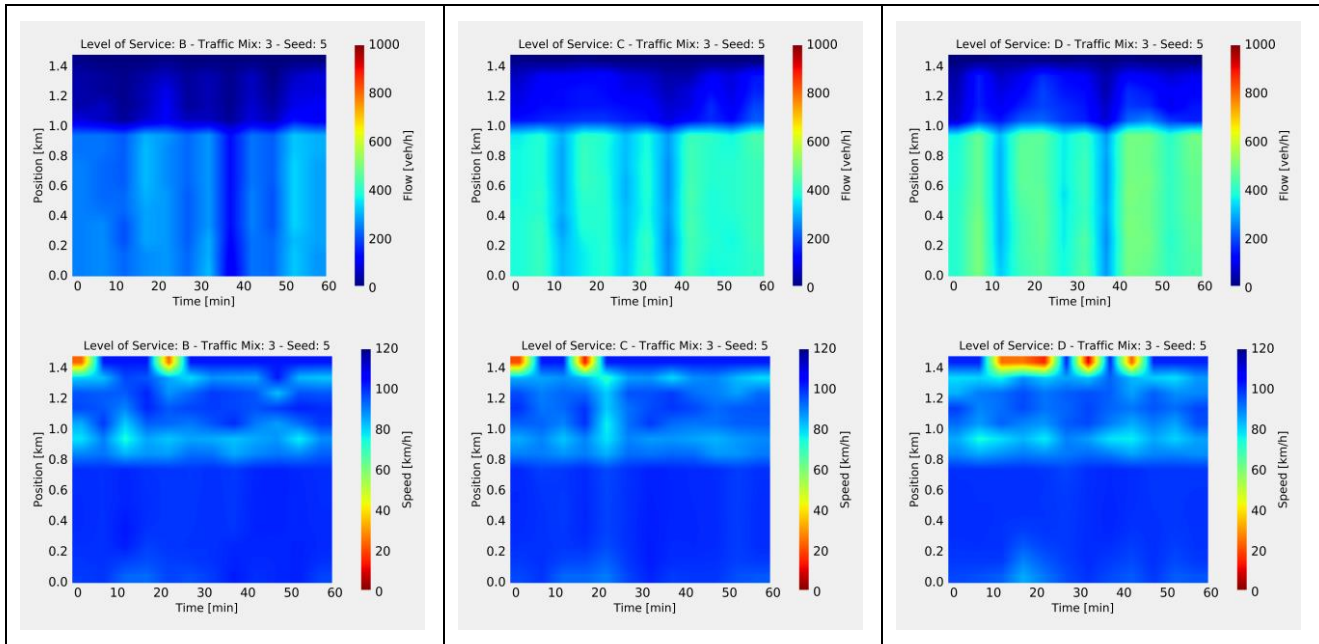 Level of Service: B - Traffic Mix: 3 - Seed: 5
1.4
1.2
1.0
0.8
0.6
0.4
0.2
0.0
Position [km]
0 10 20 30 40 50 60
Time [min]
1000
800
600
400
200
0
Flow [veh/h]
Level of Service: C - Traffic Mix: 3 - Seed: 5
1.4
1.2
1.0
0.8
0.6
0.4
0.2
0.0
Position [km]
0 10 20 30 40 50 60
Time [min]
1000
800
600
400
200
0
Flow [veh/h]
Level of Service: D - Traffic Mix: 3 - Seed: 5
1.4
1.2
1.0
0.8
0.6
0.4
0.2
0.0
Position [km]
0 10 20 30 40 50 60
Time [min]
1000
800
600
400
200
0
Flow [veh/h]
Level of Service: B - Traffic Mix: 3 - Seed: 5
1.4
1.2
1.0
0.8
0.6
0.4
0.2
0.0
Position [km]
0 10 20 30 40 50 60
Time [min]
120
100
80
60
40
20
0
Speed [km/h]
Level of Service: C - Traffic Mix: 3 - Seed: 5
1.4
1.2
1.0
0.8
0.6
0.4
0.2
0.0
Position [km]
0 10 20 30 40 50 60
Time [min]
120
100
80
60
40
20
0
Speed [km/h]
Level of Service: D - Traffic Mix: 3 - Seed: 5
1.4
1.2
1.0
0.8
0.6
0.4
0.2
0.0
Position [km]
0 10 20 30 40 50 60
Time [min]
120
100
80
60
40
20
0
Speed [km/h]